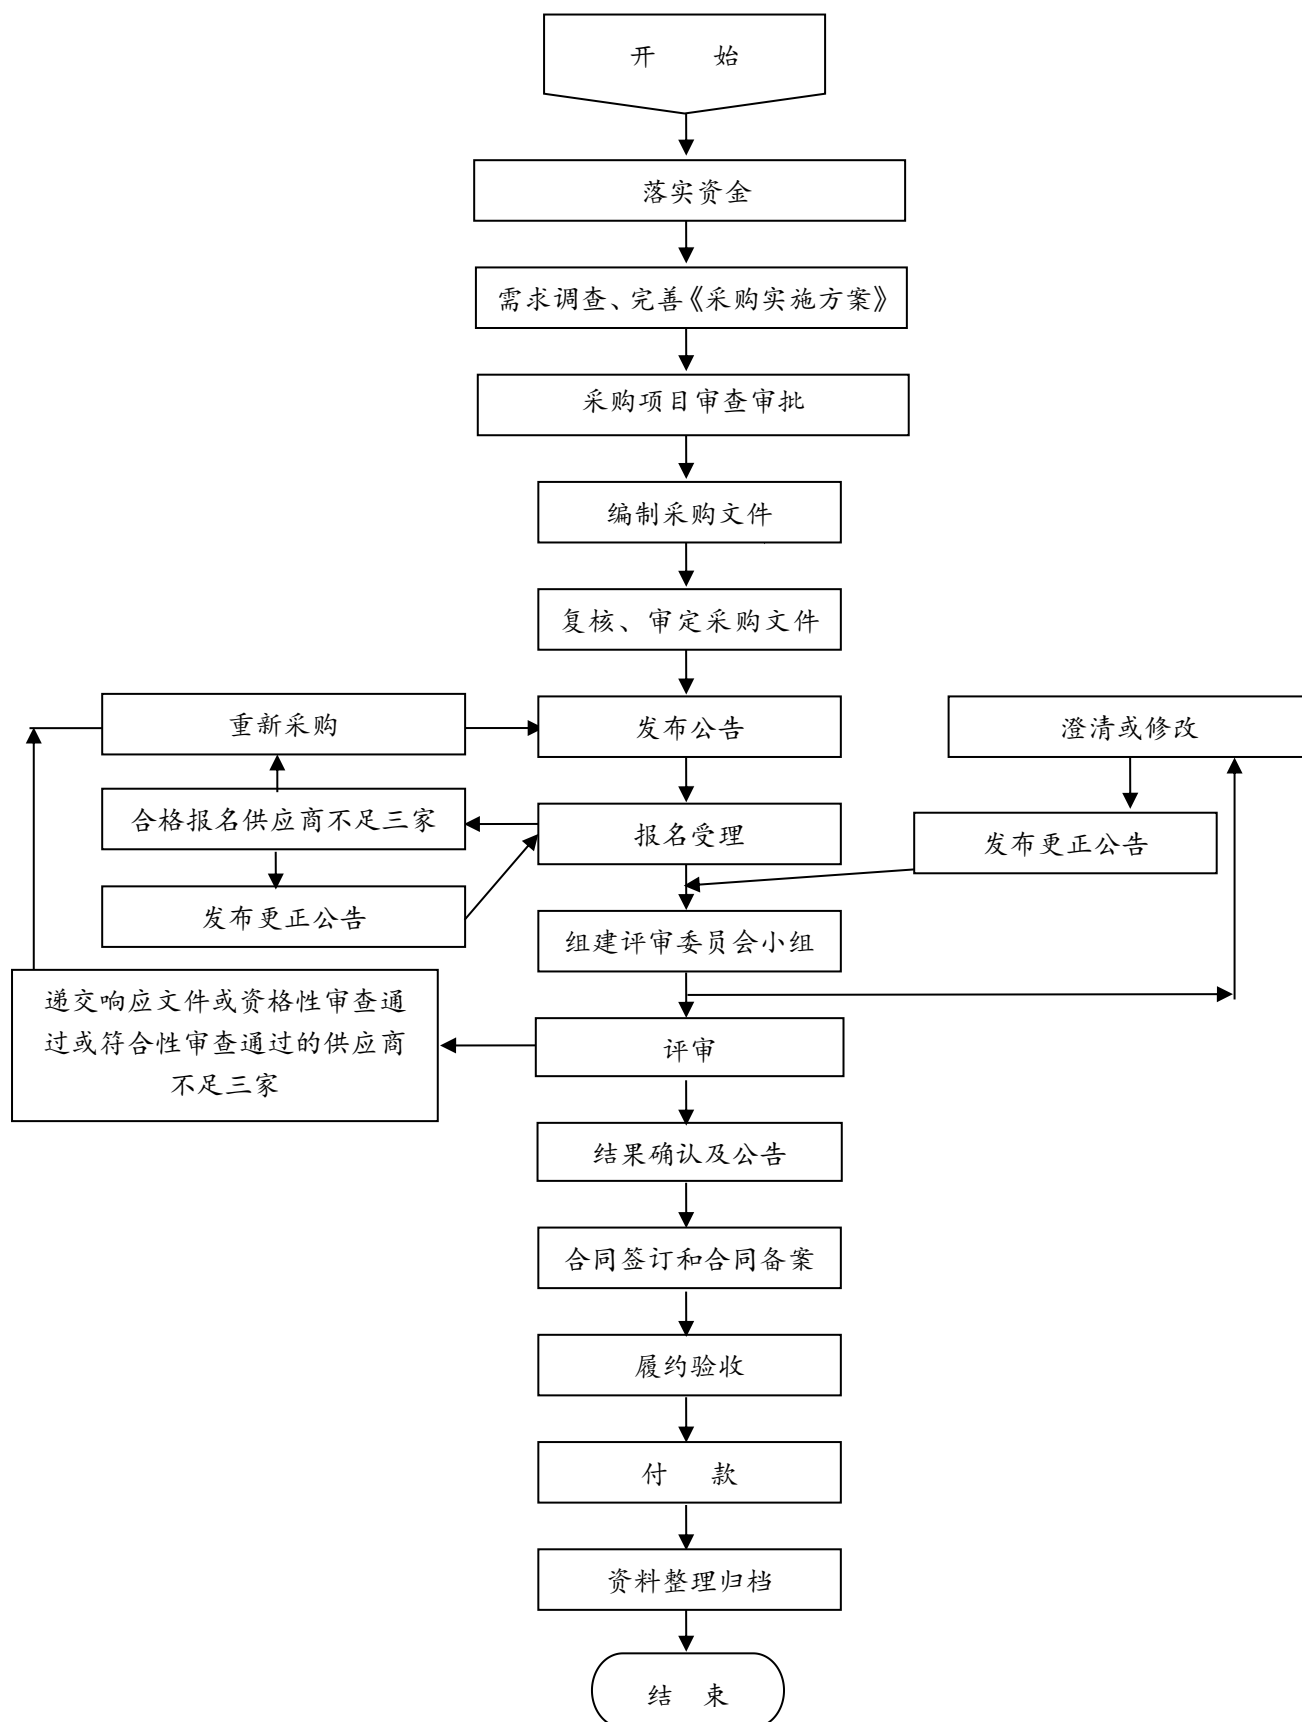 开 始
落实资金
需求调查、完善《采购实施方案》
采购项目审查审批
编制采购文件
复核、审定采购文件
重新采购
发布公告
澄清或修改
合格报名供应商不足三家
报名受理
发布更正公告
发布更正公告
组建评审委员会小组
递交响应文件或资格性审查通
过或符合性审查通过的供应商
不足三家
评审
结果确认及公告
合同签订和合同备案
履约验收
付 款
资料整理归档
结 束